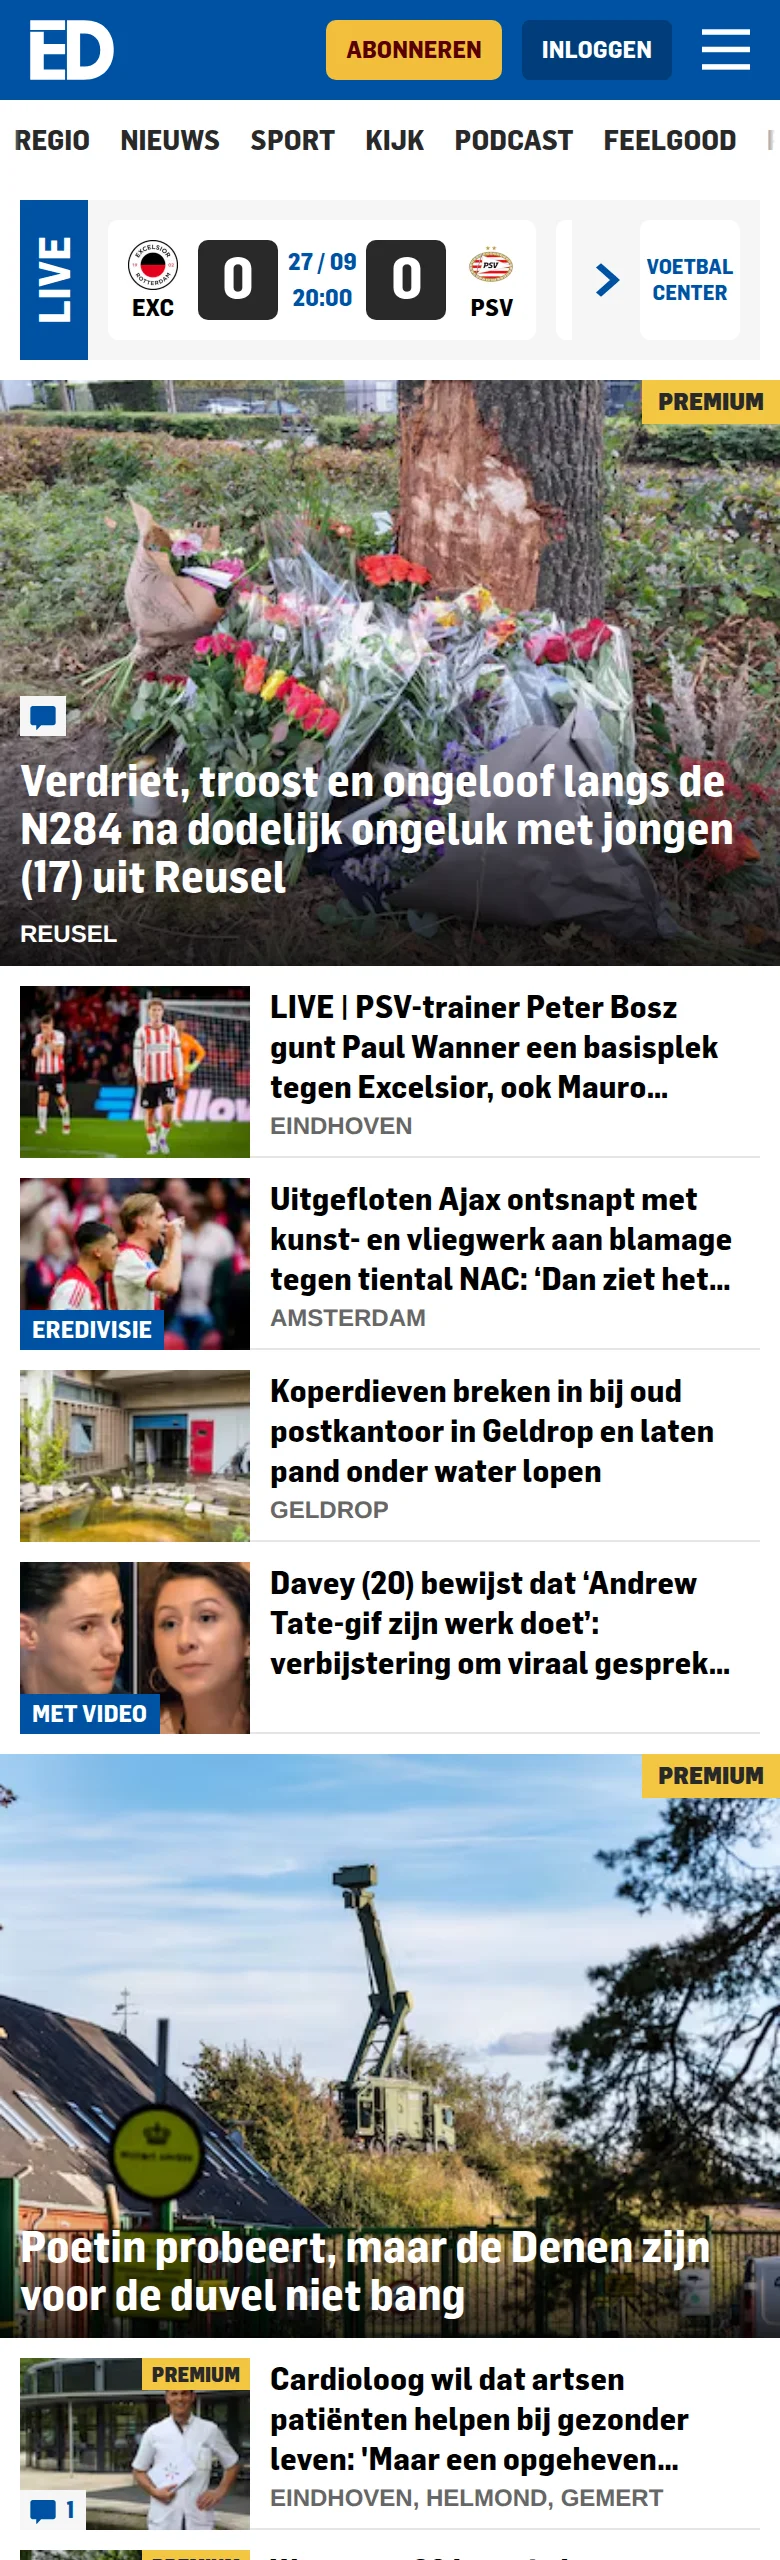 ED
ABONNEREN
INLOGGEN
REGIO NIEUWS SPORT KIJK PODCAST FEELGOOD
LIVE
EXCELSIOR
ROTTERDAM
EXC
0
27 / 09
20:00
0
PSV
PSV
VOETBAL
CENTER
PREMIUM
Verdriet, troost en ongeloof langs de
N284 na dodelijk ongeluk met jongen
(17) uit Reusel
REUSEL
LIVE | PSV-trainer Peter Bosz
gunt Paul Wanner een basisplek
tegen Excelsior, ook Mauro...
EINDHOVEN
Uitgefloten Ajax ontsnapt met
kunst- en vliegwerk aan blamage
tegen tiental NAC: ‘Dan ziet het...
AMSTERDAM
EREDIVISIE
Koperdieven breken in bij oud
postkantoor in Geldrop en laten
pand onder water lopen
GELDROP
Davey (20) bewijst dat ‘Andrew
Tate-gif zijn werk doet’:
verbijstering om viraal gesprek...
MET VIDEO
PREMIUM
Poetin probeert, maar de Denen zijn
voor de duvel niet bang
PREMIUM
Cardioloog wil dat artsen
patiënten helpen bij gezonder
leven: 'Maar een opgeheven...
EINDHOVEN, HELMOND, GEMERT
1